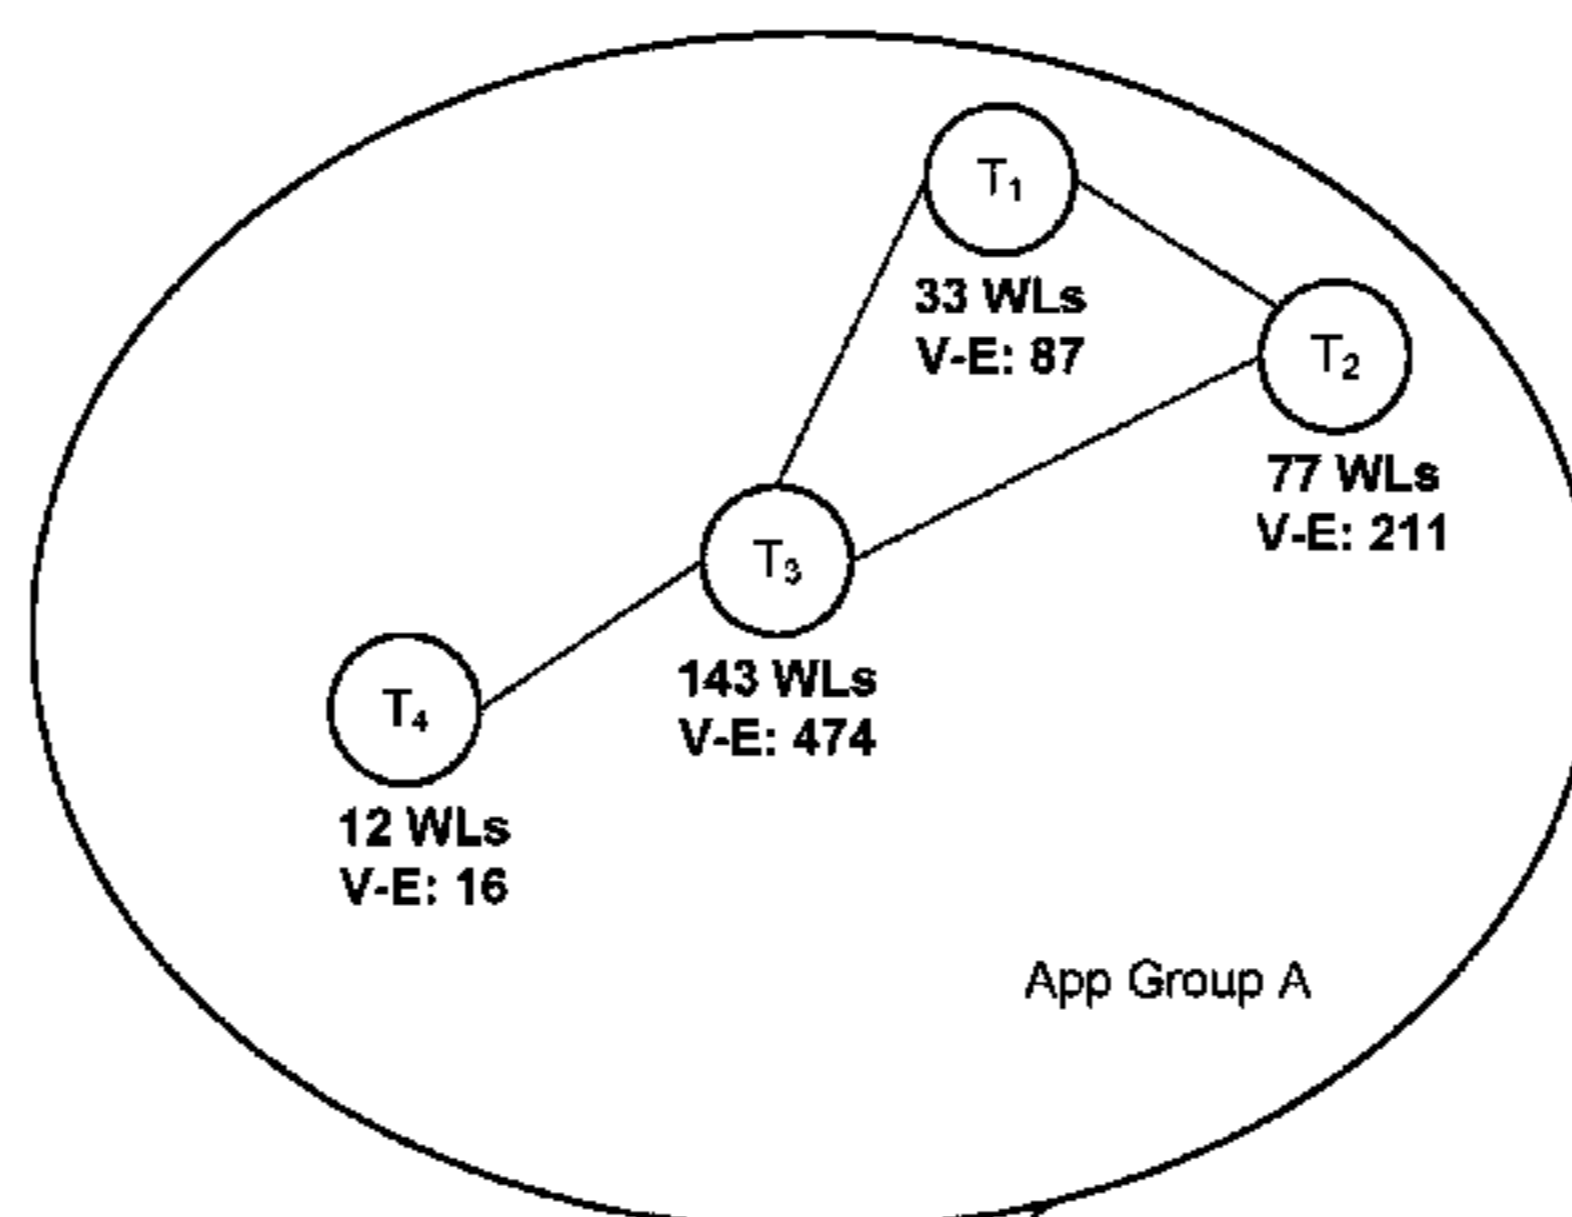 T₁
33 WLs
V-E: 87
T₂
77 WLs
V-E: 211
T₃
143 WLs
V-E: 474
T₄
12 WLs
V-E: 16
App Group A